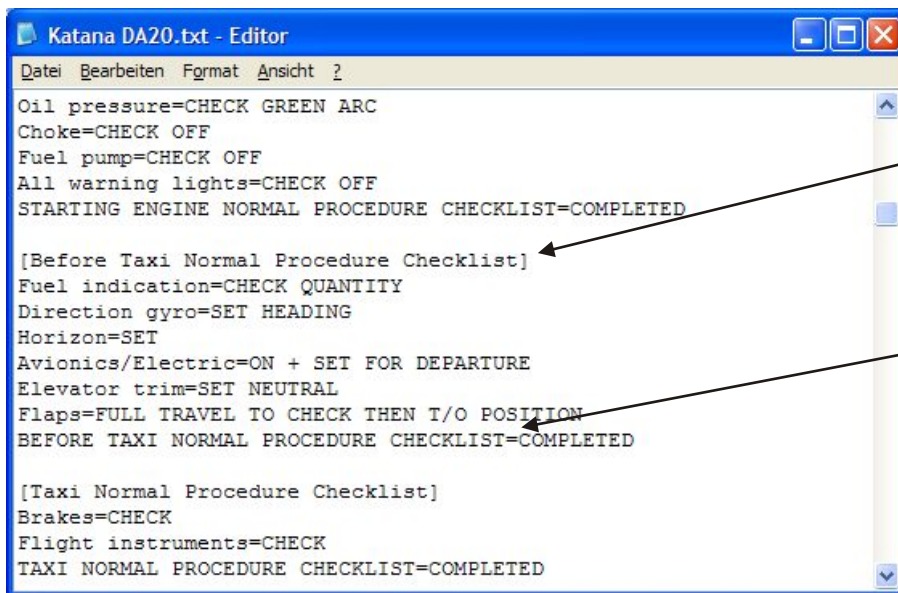 Katana DA20.txt - Editor
Datei Bearbeiten Format Ansicht ?
Oil pressure=CHECK GREEN ARC
Choke=CHECK OFF
Fuel pump=CHECK OFF
All warning lights=CHECK OFF
STARTING ENGINE NORMAL PROCEDURE CHECKLIST=COMPLETED
[Before Taxi Normal Procedure Checklist]
Fuel indication=CHECK QUANTITY
Direction gyro=SET HEADING
Horizon=SET
Avionics/Electric=ON + SET FOR DEPARTURE
Elevator trim=SET NEUTRAL
Flaps=FULL TRAVEL TO CHECK THEN T/O POSITION
BEFORE TAXI NORMAL PROCEDURE CHECKLIST=COMPLETED
[Taxi Normal Procedure Checklist]
Brakes=CHECK
Flight instruments=CHECK
TAXI NORMAL PROCEDURE CHECKLIST=COMPLETED